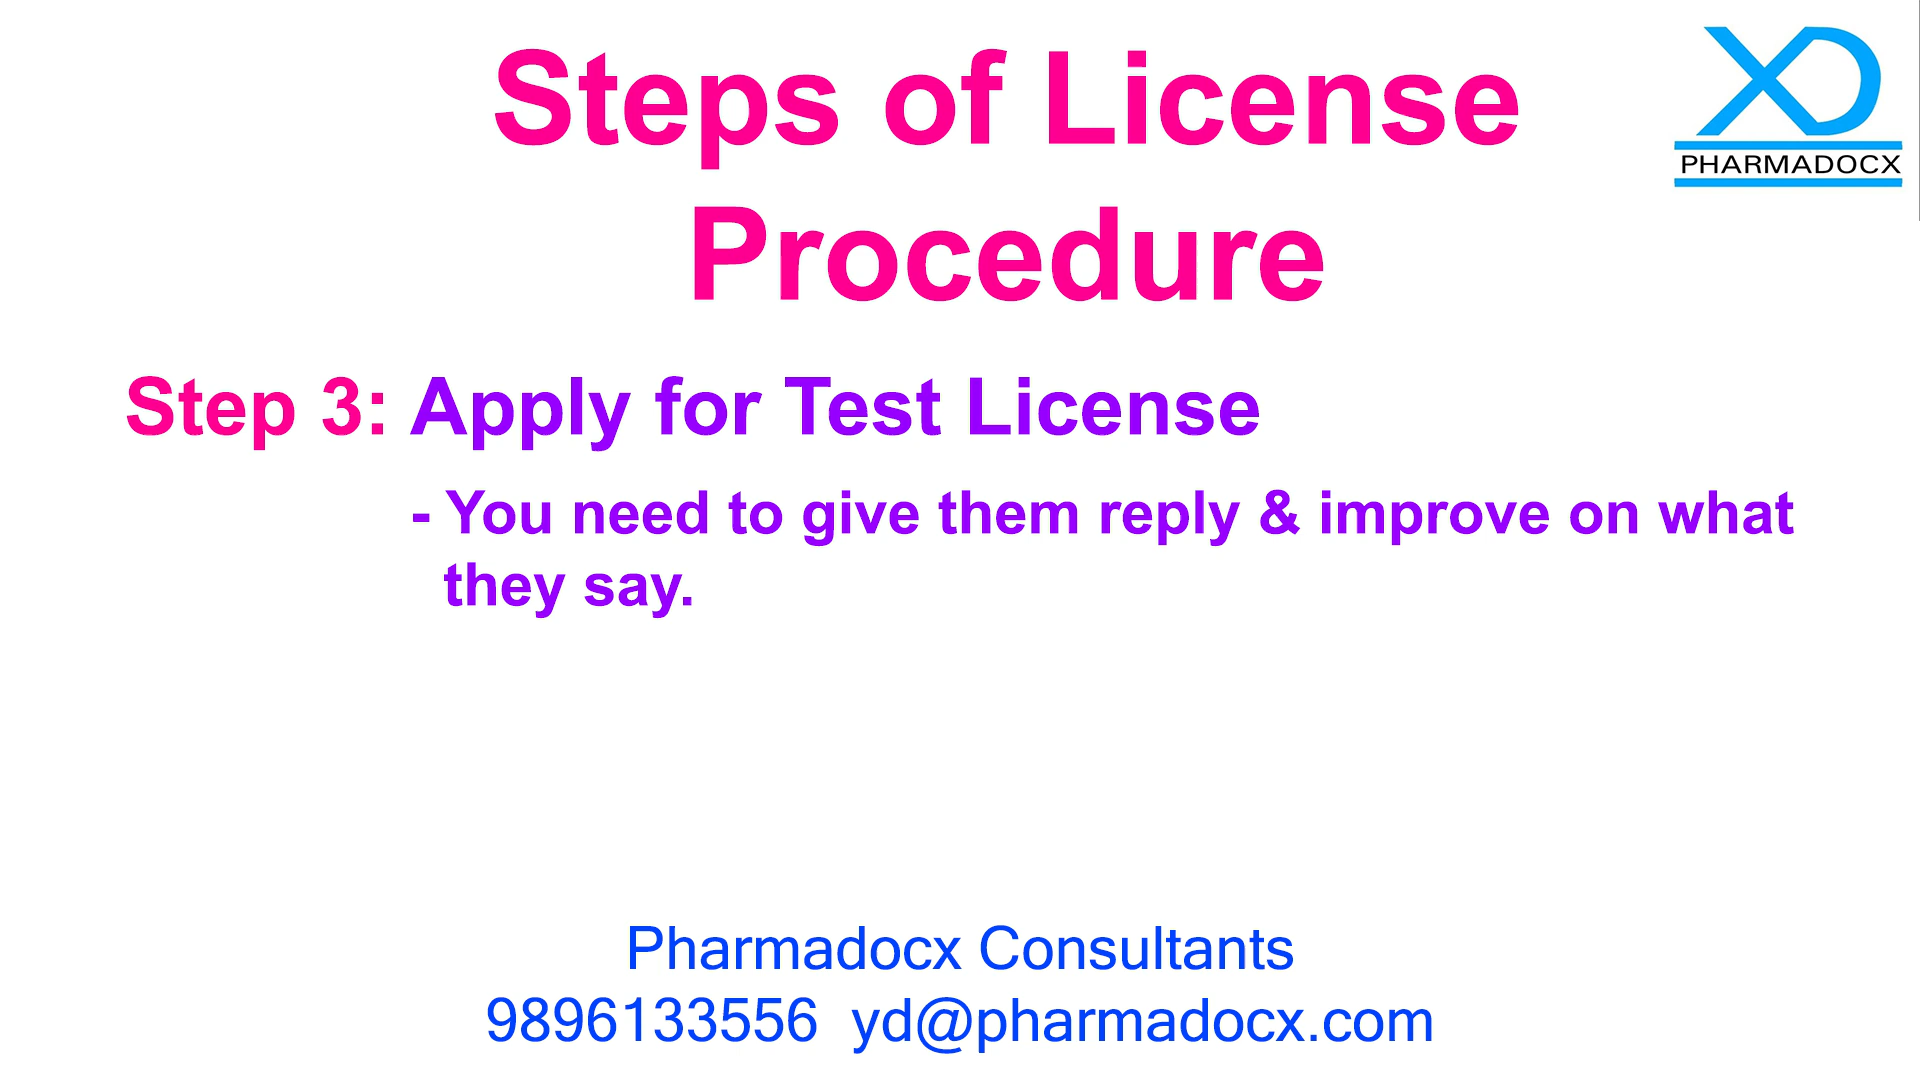 Steps of License
Procedure
PHARMADOCX
Step 3: Apply for Test License
- You need to give them reply & improve on what
they say.
Pharmadocx Consultants
9896133556 yd@pharmadocx.com